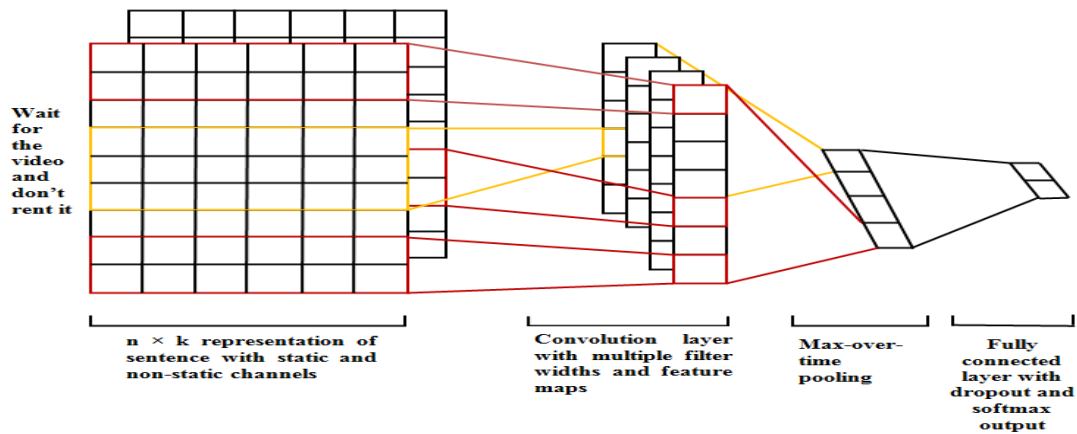 Wait
for
the
video
and
don't
rent it
n × k representation of
sentence with static and
non-static channels
Convolution layer
with multiple filter
widths and feature
maps
Max-over-
time
pooling
Fully
connected
layer with
dropout and
softmax
output